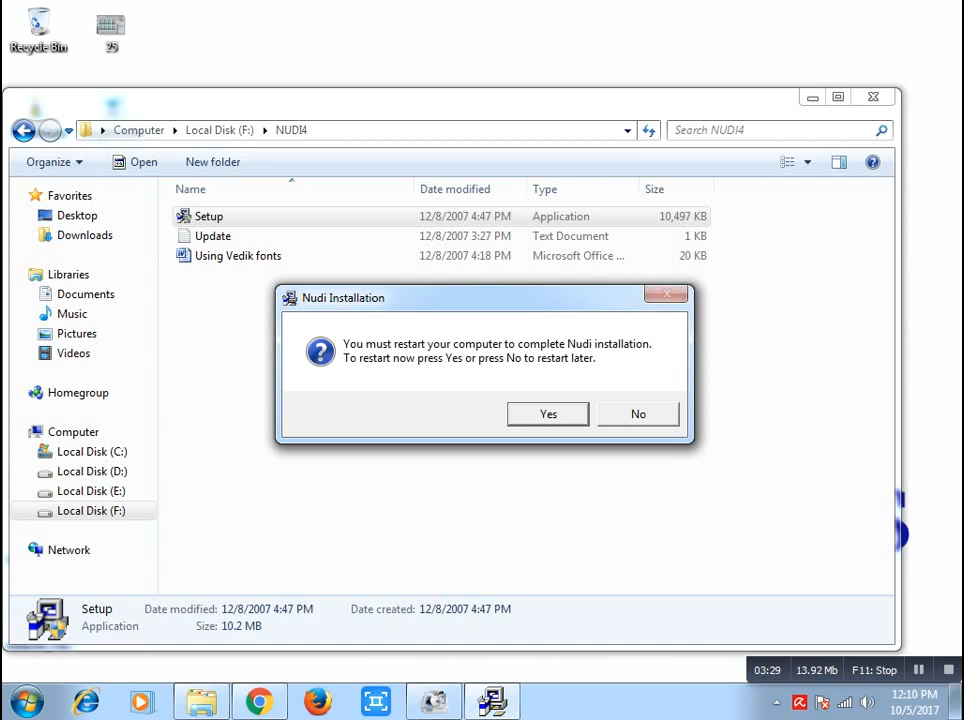 Recycle Bin
25
Computer
Local Disk (F:)
NUDI4
Search NUDI4
Organize
Open
New folder
Name
Date modified
Type
Size
Favorites
Desktop
Downloads
Libraries
Documents
Music
Pictures
Videos
Homegroup
Computer
Local Disk (C:)
Local Disk (D:)
Local Disk (E:)
Local Disk (F:)
Network
Setup 12/8/2007 4:47 PM Application 10,497 KB
Update 12/8/2007 3:27 PM Text Document 1 KB
Using Vedik fonts 12/8/2007 4:18 PM Microsoft Office ... 20 KB
Nudi Installation
You must restart your computer to complete Nudi installation.
To restart now press Yes or press No to restart later.
Yes
No
Setup Date modified: 12/8/2007 4:47 PM Date created: 12/8/2007 4:47 PM
Application Size: 10.2 MB
03:29 13.92 Mb F11: Stop
12:10 PM
10/5/2017